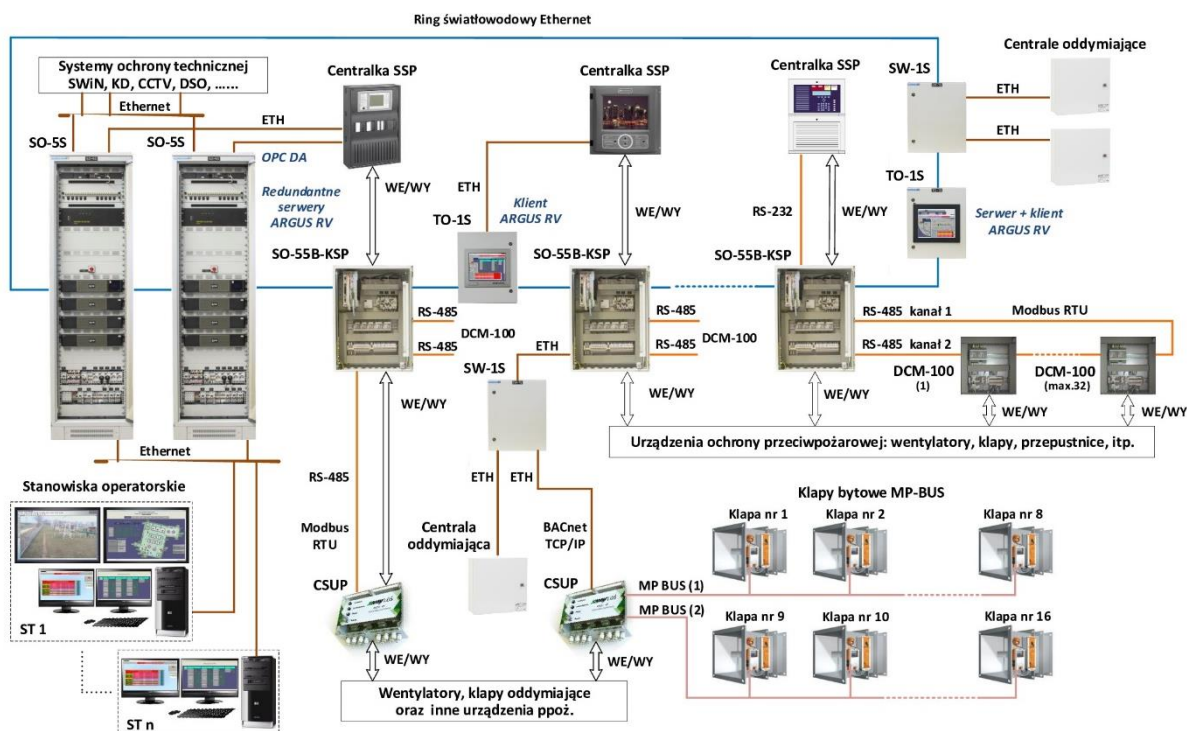 Ring światłowodowy Ethernet
Systemy ochrony technicznej
SWiN, KD, CCTV, DSO, …...
Ethernet
SO-5S
SO-5S
ETH
OPC DA
Redundantne
serwery
ARGUS RV
Centralka SSP
WE/WY
SO-55B-KSP
Centralka SSP
ETH
Klient
ARGUS RV
TO-1S
WE/WY
SO-55B-KSP
Centralka SSP
RS-232
WE/WY
SO-55B-KSP
Centrale oddymiające
SW-1S
ETH
ETH
TO-1S
Serwer + klient
ARGUS RV
RS-485
DCM-100
RS-485
RS-485
DCM-100
RS-485
RS-485 kanał 1
Modbus RTU
RS-485 kanał 2
DCM-100
(1)
DCM-100
(max.32)
ETH
SW-1S
WE/WY
WE/WY
WE/WY
WE/WY
WE/WY
Urządzenia ochrony przeciwpożarowej: wentylatory, klapy, przepustnice, itp.
Ethernet
Stanowiska operatorskie
ST 1
ST n
RS-485
Modbus
RTU
CSUP
ETH
ETH
Centrala
oddymiająca
BACnet
TCP/IP
CSUP
WE/WY
WE/WY
Wentylatory, klapy oddymiające
oraz inne urządzenia ppoż.
Klapy bytowe MP-BUS
Klapa nr 1
Klapa nr 2
Klapa nr 8
MP BUS (1)
MP BUS (2)
Klapa nr 9
Klapa nr 10
Klapa nr 16